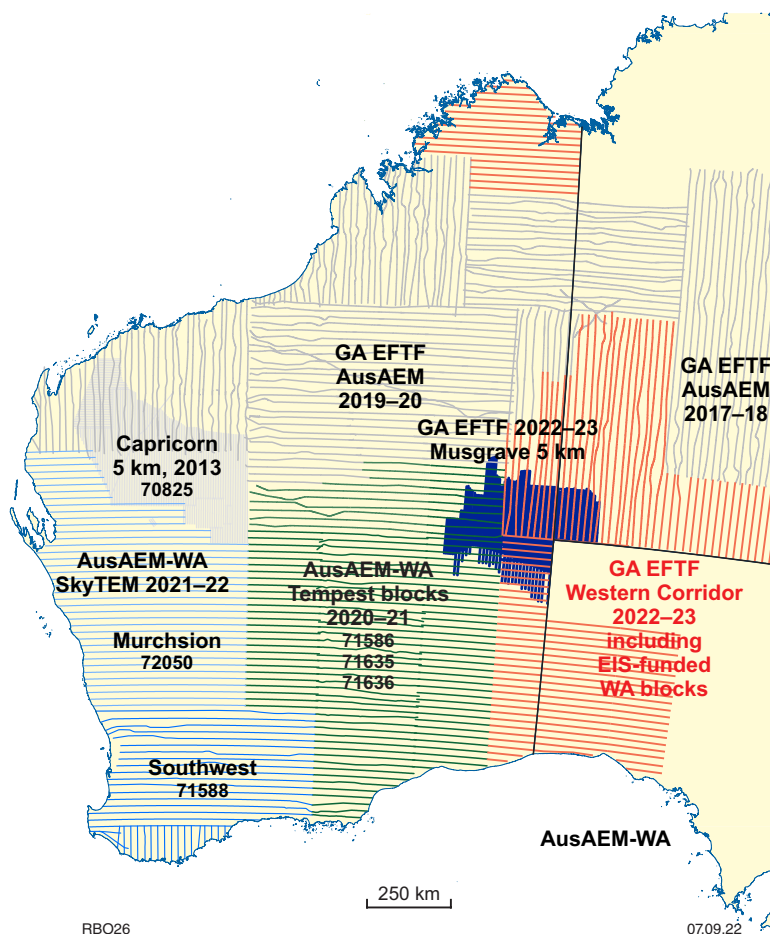 GA EFTF
AusAEM
2019–20
GA EFTF
AusAEM
2017–18
GA EFTF 2022–23
Musgrave 5 km
Capricorn
5 km, 2013
70825
AusAEM-WA
SkyTEM 2021–22
AusAEM-WA
Tempest blocks
2020–21
71586
71635
71636
GA EFTF
Western Corridor
2022–23
including
EIS-funded
WA blocks
Murchsion
72050
Southwest
71588
AusAEM-WA
250 km
RBO26
07.09.22